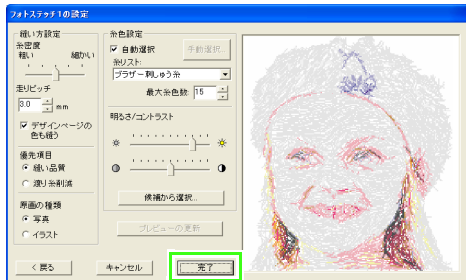 フォトステッチ1の設定
縫い方設定
糸密度
粗い 細かい
走りピッチ
3.0 mm
デザインページの
色も縫う
優先項目
縫い品質
渡り糸削減
原画の種類
写真
イラスト
糸色設定
自動選択 手動選択...
糸リスト:
ブラザー刺しゅう糸
最大糸色数: 15
明るさ/コントラスト
候補から選択...
プレビューの更新
< 戻る キャンセル 完了